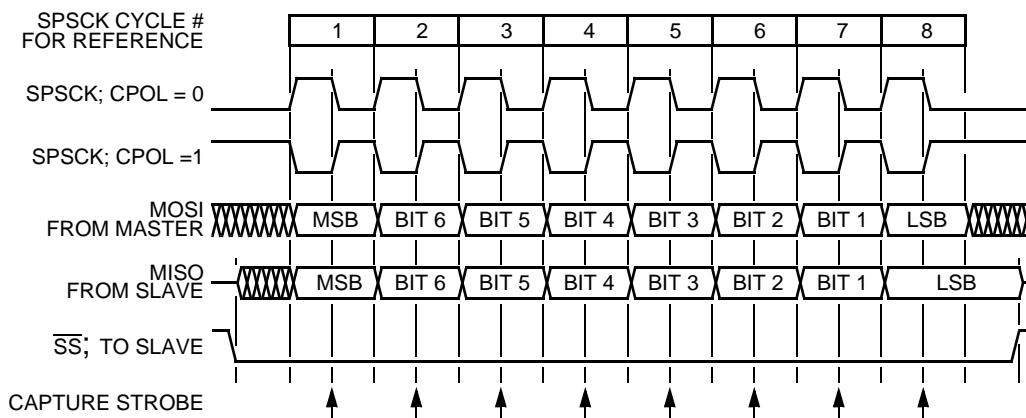 SPSCK CYCLE #
FOR REFERENCE
1 2 3 4 5 6 7 8
SPSCK; CPOL = 0
SPSCK; CPOL =1
MOSI
FROM MASTER
MSB BIT 6 BIT 5 BIT 4 BIT 3 BIT 2 BIT 1 LSB
MISO
FROM SLAVE
MSB BIT 6 BIT 5 BIT 4 BIT 3 BIT 2 BIT 1 LSB
SS; TO SLAVE
CAPTURE STROBE